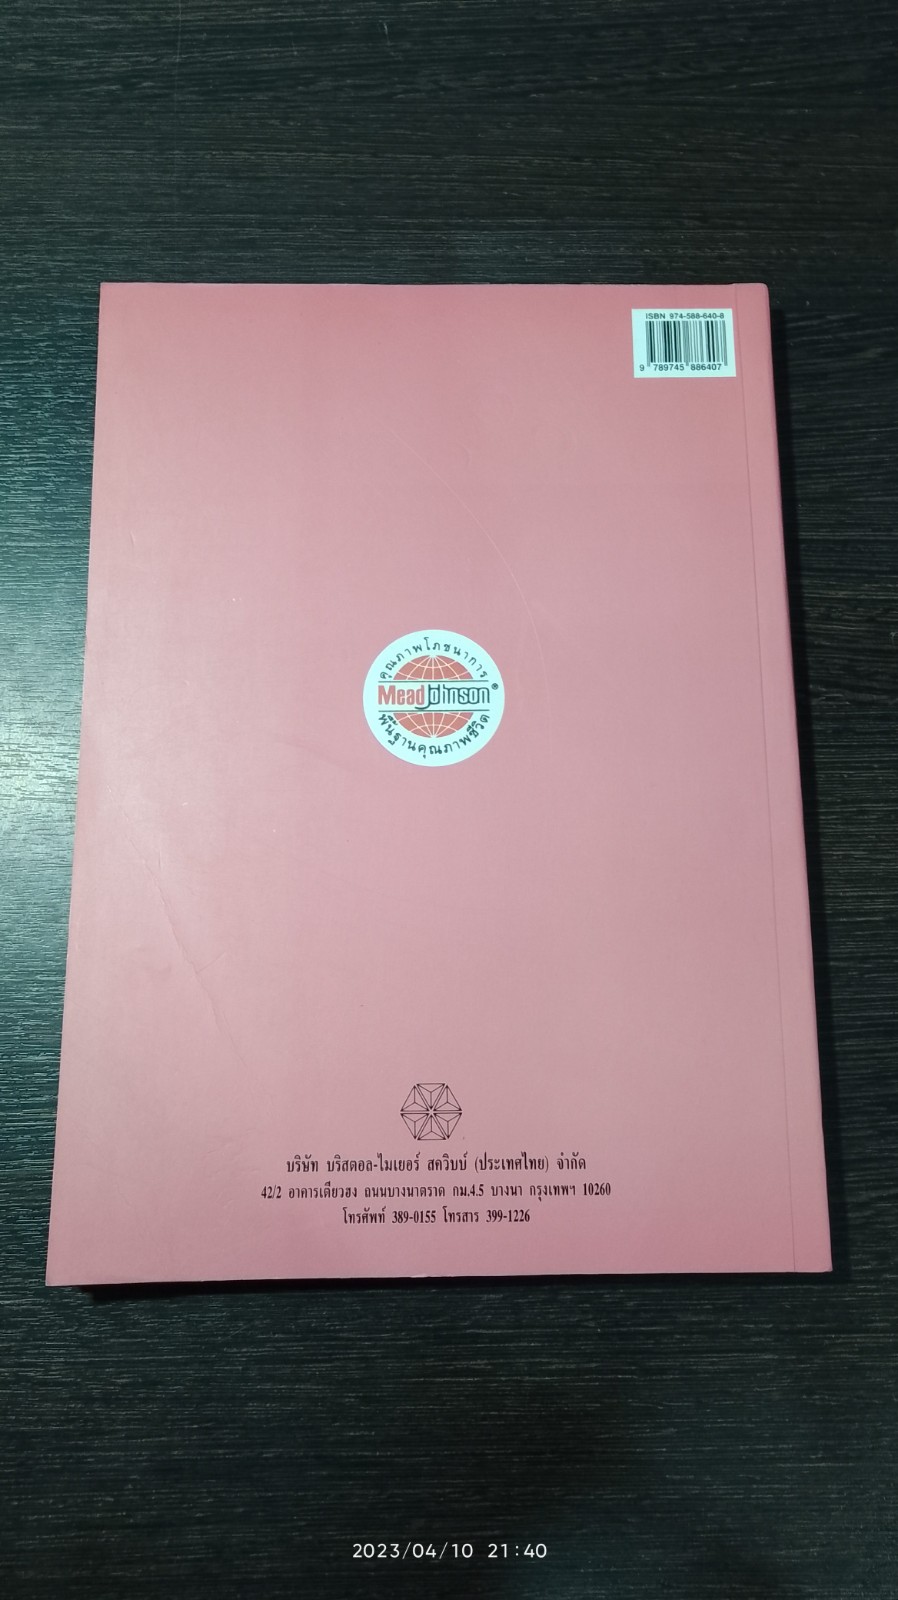 ISBN 974-588-640-8
9 789745 886407
คุณภาพโภชนาการ
MeadJohnson®
พื้นฐานคุณภาพชีวิต
บริษัท บริสตอล-ไมเยอร์ สควิบบ์ (ประเทศไทย) จำกัด
42/2 อาคารเตียวฮง ถนนบางนาตราด กม.4.5 บางนา กรุงเทพฯ 10260
โทรศัพท์ 389-0155 โทรสาร 399-1226
2023/04/10 21:40